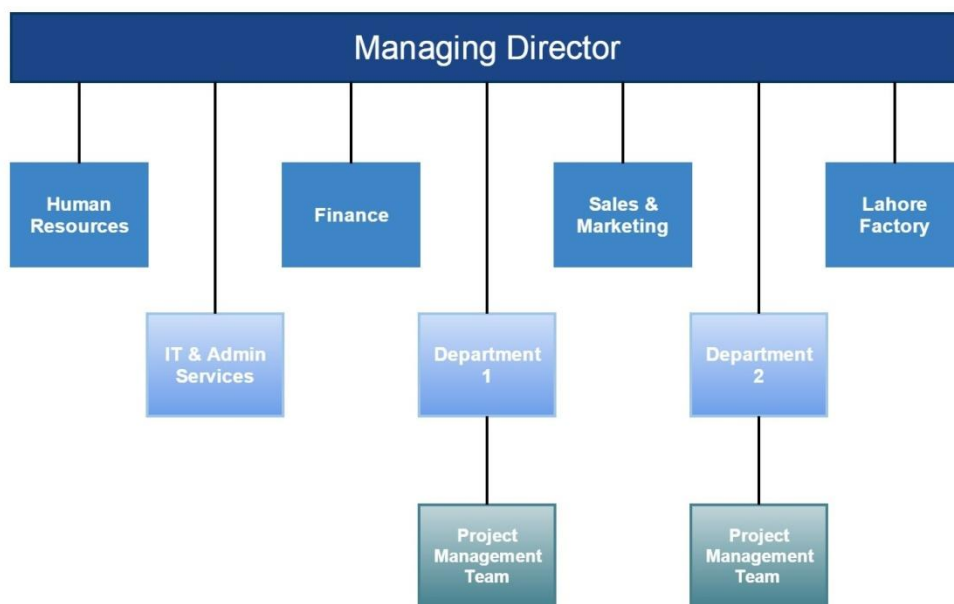 Managing Director
Human
Resources
Finance
Sales &
Marketing
Lahore
Factory
IT & Admin
Services
Department
1
Department
2
Project
Management
Team
Project
Management
Team